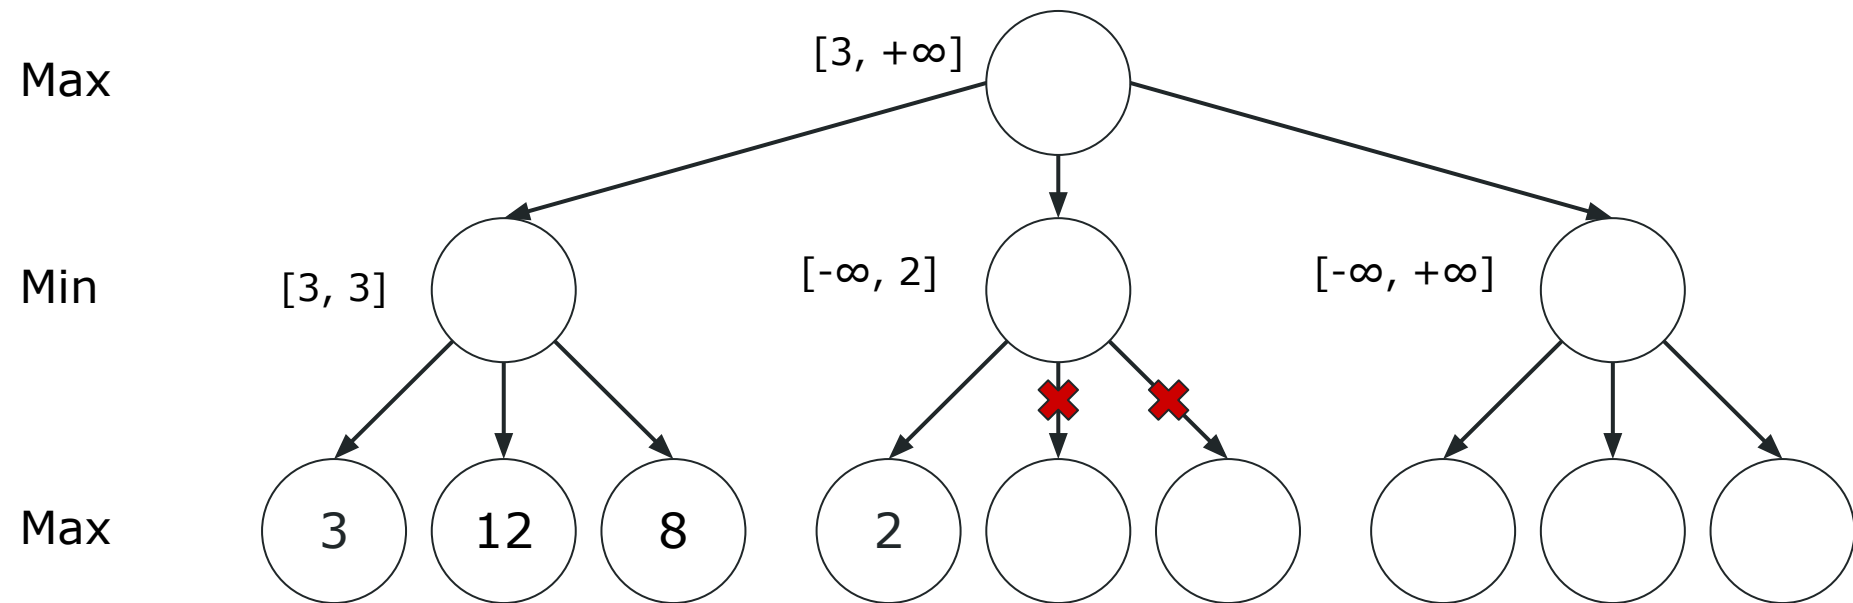 Max
[3, +∞]
Min
[3, 3]
[-∞, 2]
[-∞, +∞]
Max
3
12
8
2